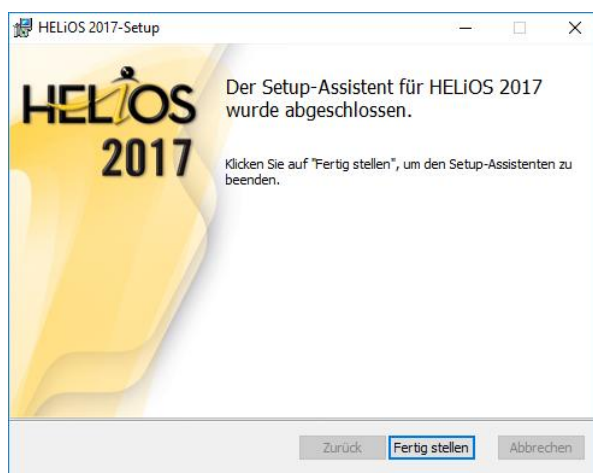 HELiOS 2017-Setup
HELiOS
2017
Der Setup-Assistent für HELiOS 2017
wurde abgeschlossen.
Klicken Sie auf "Fertig stellen", um den Setup-Assistenten zu
beenden.
Zurück Fertig stellen Abbrechen